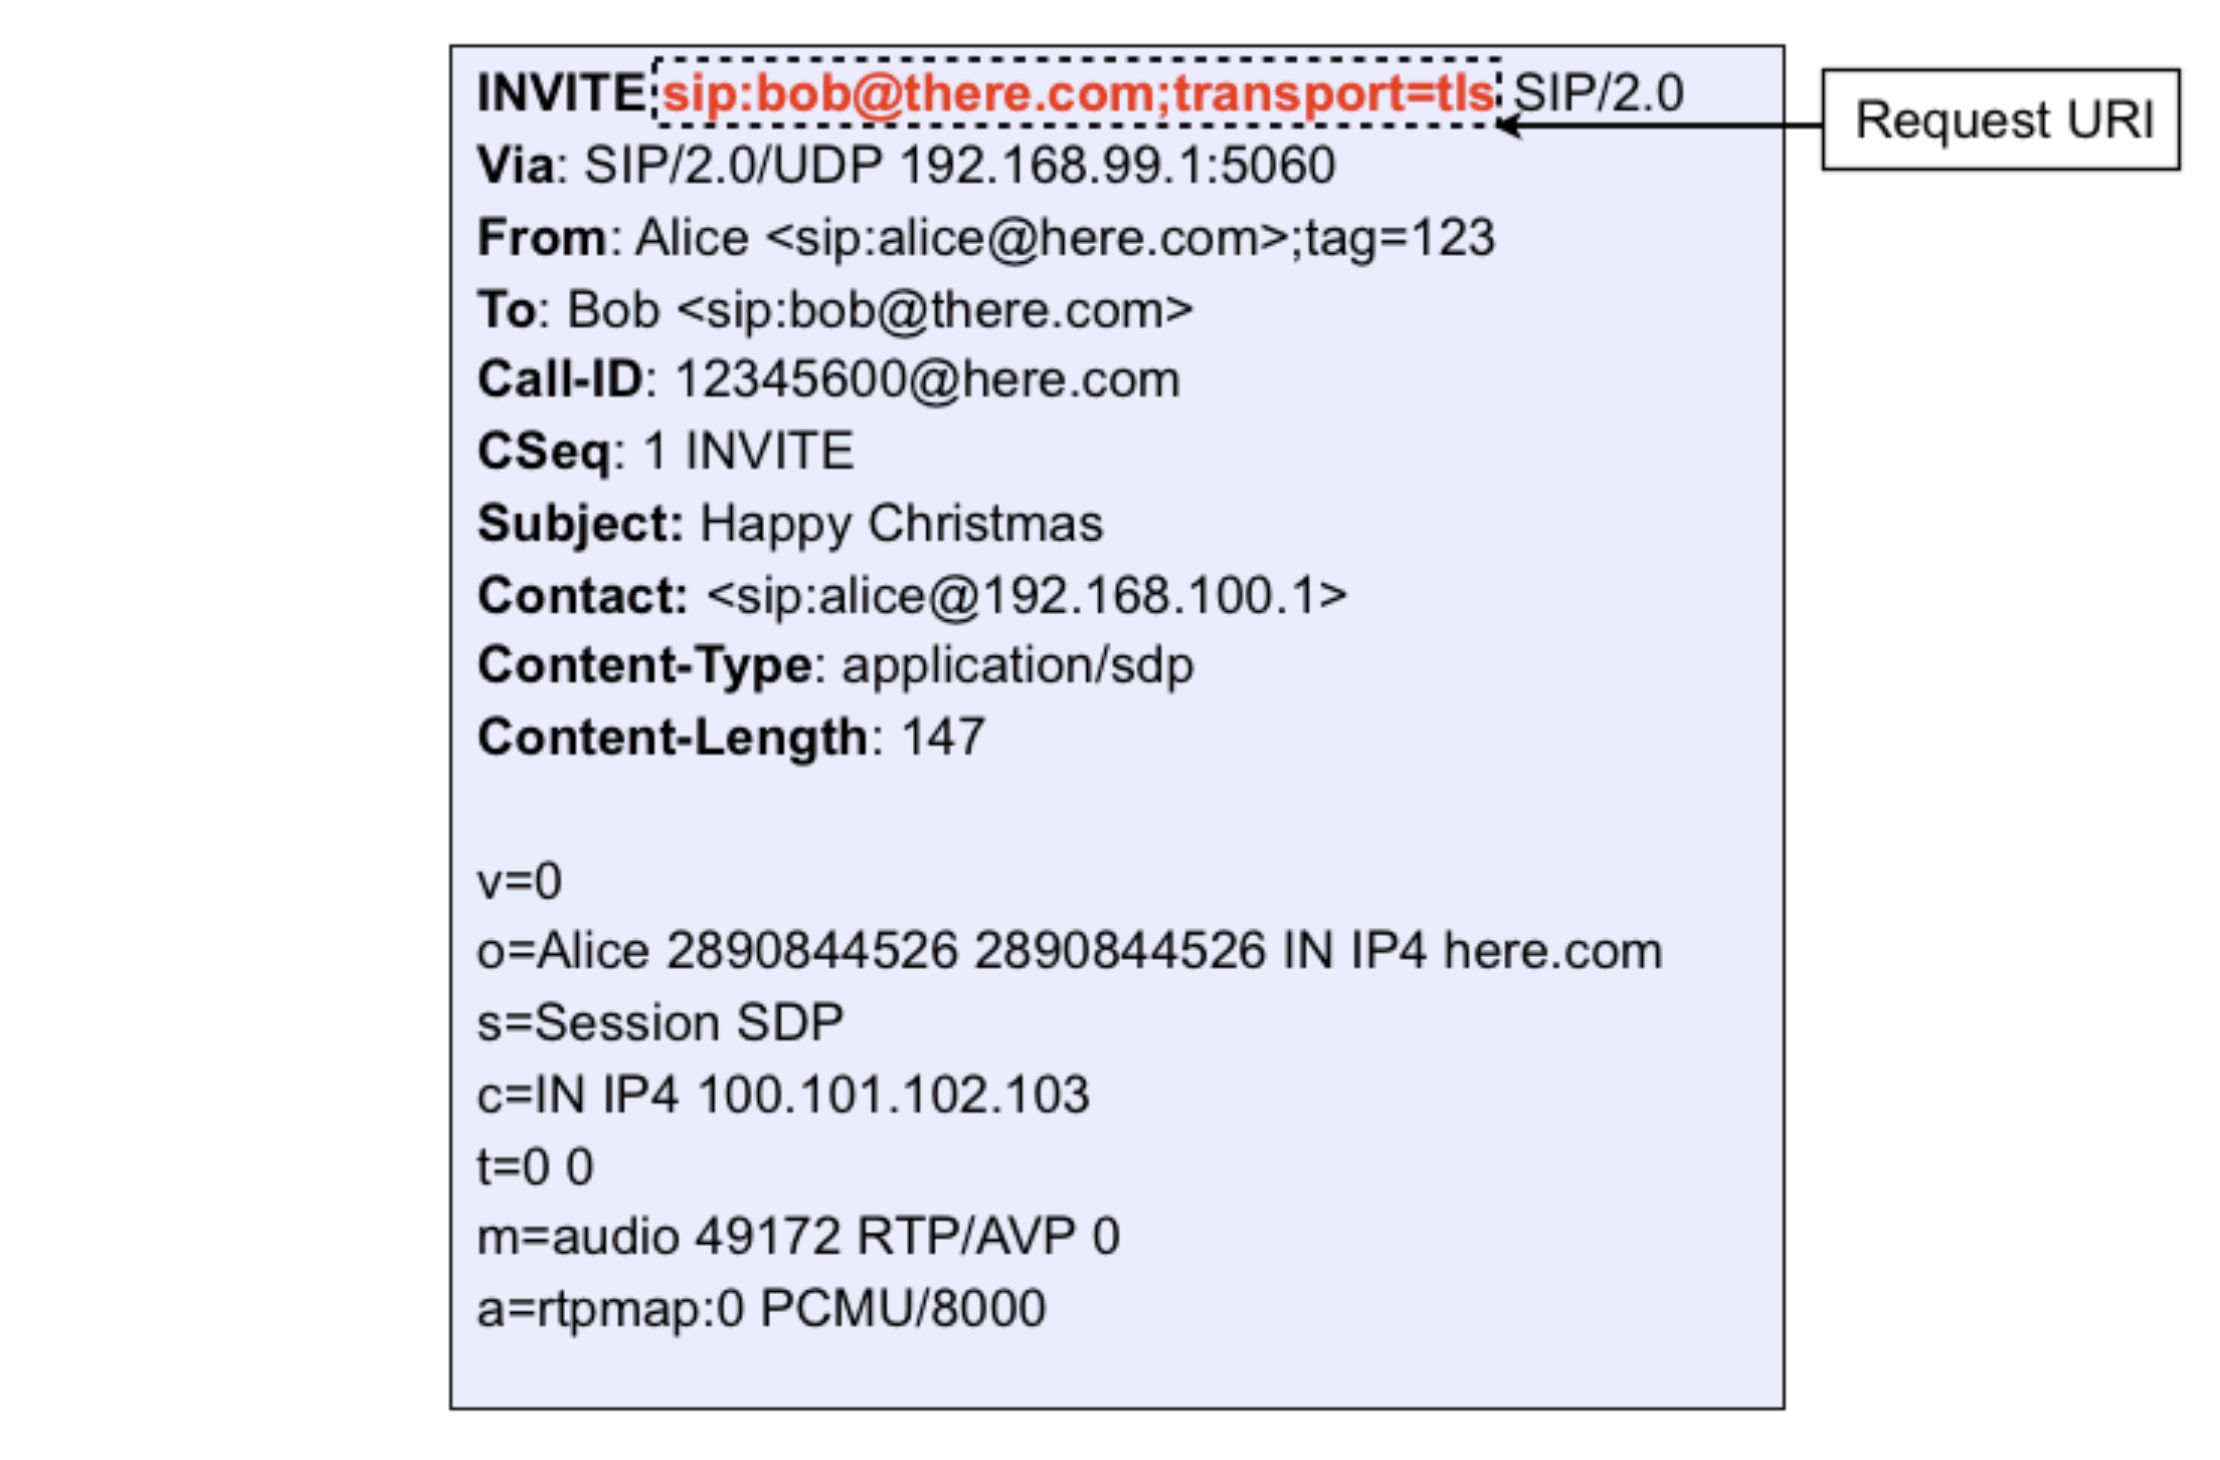 INVITE sip:bob@there.com;transport=tls SIP/2.0
Request URI
Via: SIP/2.0/UDP 192.168.99.1:5060
From: Alice <sip:alice@here.com>;tag=123
To: Bob <sip:bob@there.com>
Call-ID: 12345600@here.com
CSeq: 1 INVITE
Subject: Happy Christmas
Contact: <sip:alice@192.168.100.1>
Content-Type: application/sdp
Content-Length: 147
v=0
o=Alice 2890844526 2890844526 IN IP4 here.com
s=Session SDP
c=IN IP4 100.101.102.103
t=0 0
m=audio 49172 RTP/AVP 0
a=rtpmap:0 PCMU/8000